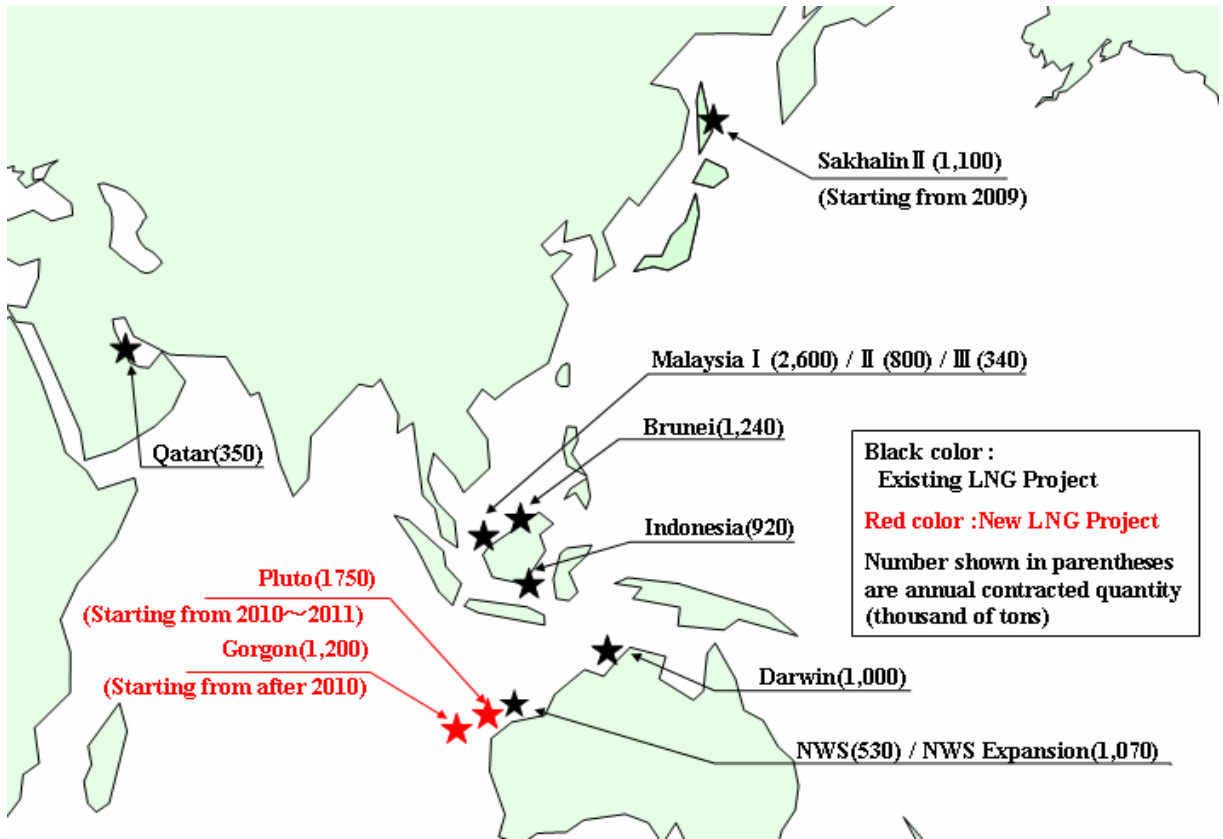 Sakhalin Ⅱ (1,100)
(Starting from 2009)
Malaysia Ⅰ (2,600) / Ⅱ (800) / Ⅲ (340)
Brunei(1,240)
Qatar(350)
Black color :
Existing LNG Project
Red color :New LNG Project
Number shown in parentheses
are annual contracted quantity
(thousand of tons)
Indonesia(920)
Pluto(1750)
(Starting from 2010～2011)
Gorgon(1,200)
(Starting from after 2010)
Darwin(1,000)
NWS(530) / NWS Expansion(1,070)